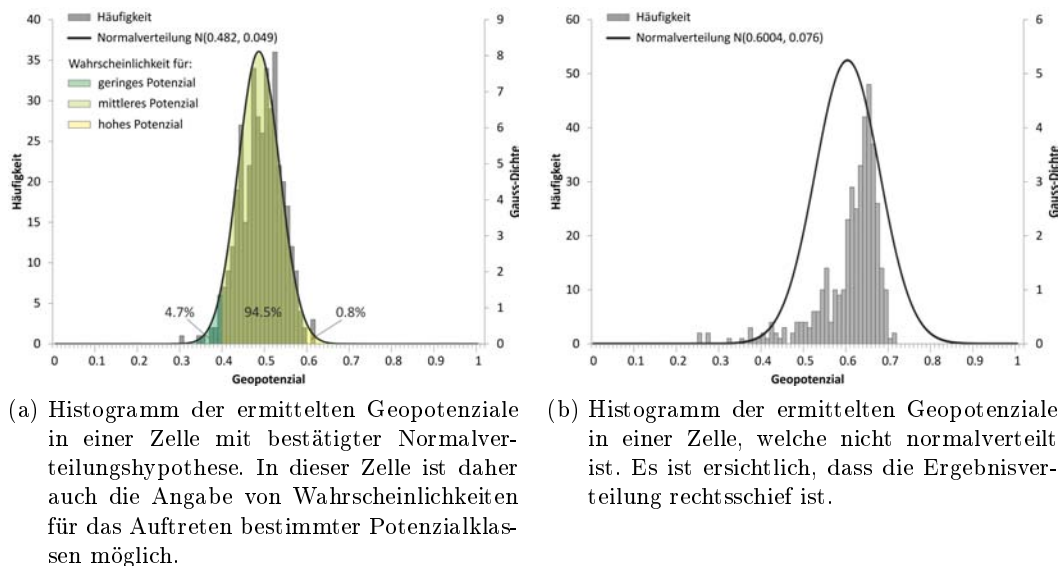 Häufigkeit
Normalverteilung N(0.482, 0.049)
Wahrscheinlichkeit für:
geringes Potenzial
mittleres Potenzial
hohes Potenzial
40
35
30
25
20
15
10
5
0
Häufigkeit
9
8
7
6
5
4
3
2
1
0
Gauss-Dichte
4.7%
94.5%
0.8%
0 0.1 0.2 0.3 0.4 0.5 0.6 0.7 0.8 0.9 1
Geopotenzial
(a) Histogramm der ermittelten Geopotenziale
in einer Zelle mit bestätigter Normalver-
teilungshypothese. In dieser Zelle ist daher
auch die Angabe von Wahrscheinlichkeiten
für das Auftreten bestimmter Potenzialklas-
sen möglich.
Häufigkeit
Normalverteilung N(0.6004, 0.076)
60
50
40
30
20
10
0
Häufigkeit
6
5
4
3
2
1
0
Gauss-Dichte
0 0.1 0.2 0.3 0.4 0.5 0.6 0.7 0.8 0.9 1
Geopotenzial
(b) Histogramm der ermittelten Geopotenziale
in einer Zelle, welche nicht normalverteilt
ist. Es ist ersichtlich, dass die Ergebnisver-
teilung rechtsschief ist.